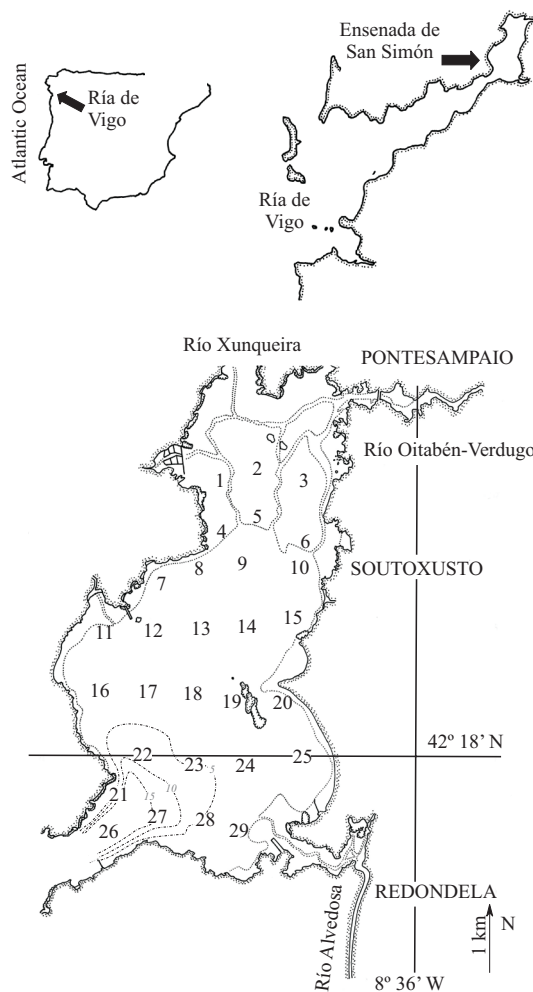 Atlantic Ocean
Ría de
Vigo
Ensenada de
San Simón
Ría de
Vigo
Río Xunqueira
PONTESAMPAIO
Río Oitabén-Verdugo
1
2
3
4
5
6
SOUTOXUSTO
7
8
9
10
11
12
13
14
15
16
17
18
19
20
42º 18' N
22
23
24
25
5
10
15
21
26
27
28
29
Río Alvedosa
REDONDELA
1 km
N
8º 36' W